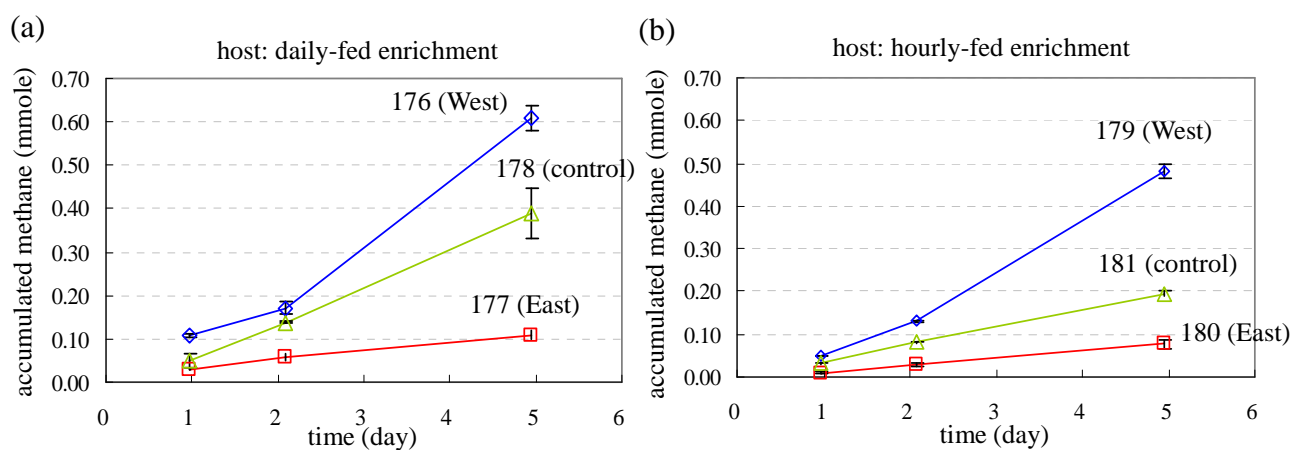 (a)
host: daily-fed enrichment
accumulated methane (mmole)
0.70
0.60
0.50
0.40
0.30
0.20
0.10
0.00
176 (West)
178 (control)
177 (East)
0 1 2 3 4 5 6
time (day)
(b)
host: hourly-fed enrichment
accumulated methane (mmole)
0.70
0.60
0.50
0.40
0.30
0.20
0.10
0.00
179 (West)
181 (control)
180 (East)
0 1 2 3 4 5 6
time (day)